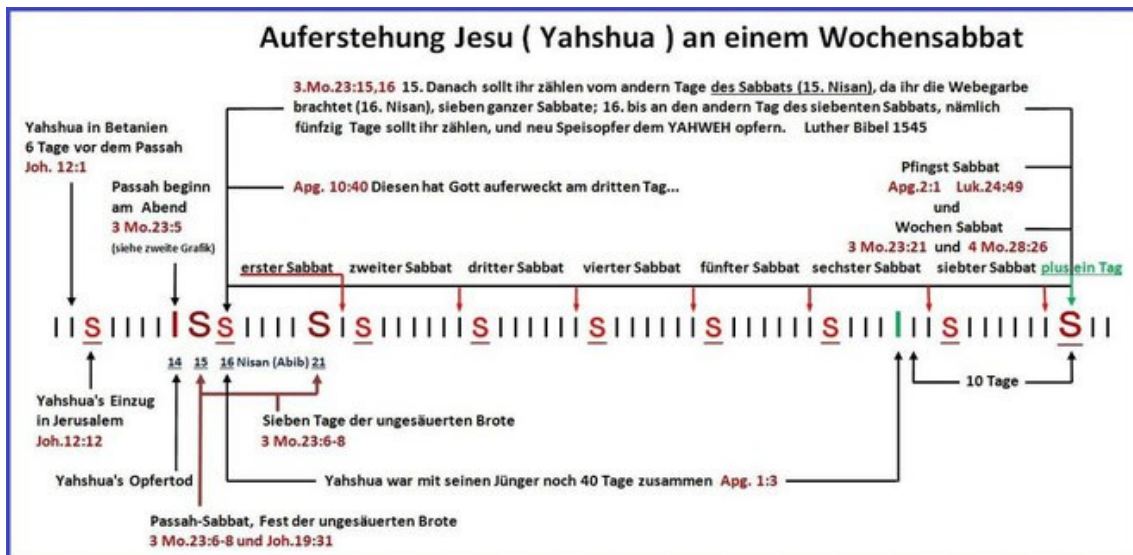 Auferstehung Jesu ( Yahshua ) an einem Wochensabbat
3.Mo.23:15,16 15. Danach sollt ihr zählen vom andern Tage des Sabbats (15. Nisan), da ihr die Webegarbe
brachtet (16. Nisan), sieben ganzer Sabbate; 16. bis an den andern Tag des siebenten Sabbats, nämlich
fünfzig Tage sollt ihr zählen, und neu Speisopfer dem YAHWEH opfern. Luther Bibel 1545
Yahshua in Betanien
6 Tage vor dem Passah
Joh. 12:1
Passah beginn
am Abend
3 Mo.23:5
(siehe zweite Grafik)
Apg. 10:40 Diesen hat Gott auferweckt am dritten Tag...
Pfingst Sabbat
Apg.2:1 Luk.24:49
und
Wochen Sabbat
3 Mo.23:21 und 4 Mo.28:26
erster Sabbat zweiter Sabbat dritter Sabbat vierter Sabbat fünfter Sabbat sechster Sabbat siebter Sabbat plus ein Tag
I I S I I I I I I S S I I I I S I S I I I I I I S I I I I I I S I I I I I I S I I I I I I S I I I I I I S I I I I I I S I I
14 15 16 Nisan (Abib) 21
10 Tage
Yahshua's Einzug
in Jerusalem
Joh.12:12
Sieben Tage der ungesäuerten Brote
3 Mo.23:6-8
Yahshua's Opfertod
Yahshua war mit seinen Jünger noch 40 Tage zusammen Apg. 1:3
Passah-Sabbat, Fest der ungesäuerten Brote
3 Mo.23:6-8 und Joh.19:31